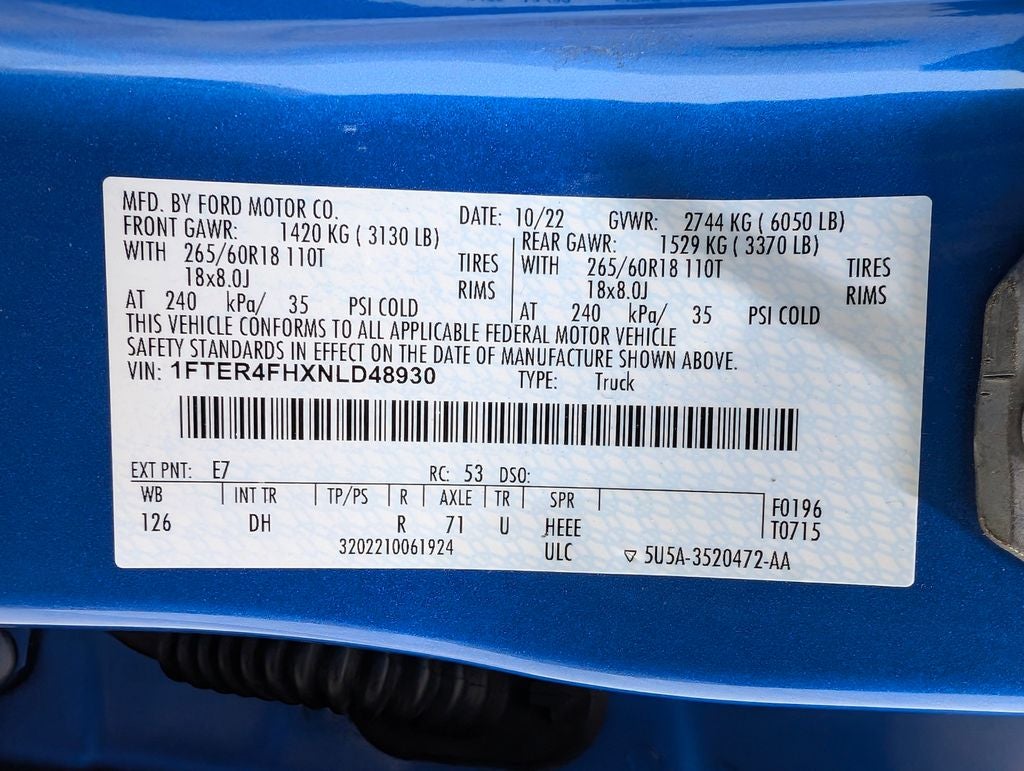 MFD. BY FORD MOTOR CO. DATE: 10/22 GVWR: 2744 KG ( 6050 LB)
FRONT GAWR: 1420 KG ( 3130 LB) REAR GAWR: 1529 KG ( 3370 LB)
WITH 265/60R18 110T TIRES WITH 265/60R18 110T TIRES
18x8.0J RIMS 18x8.0J RIMS
AT 240 kPa/ 35 PSI COLD AT 240 kPa/ 35 PSI COLD
THIS VEHICLE CONFORMS TO ALL APPLICABLE FEDERAL MOTOR VEHICLE
SAFETY STANDARDS IN EFFECT ON THE DATE OF MANUFACTURE SHOWN ABOVE.
VIN: 1FTER4FHXNLD48930 TYPE: Truck
EXT PNT: E7 RC: 53 DSO:
WB INT TR TP/PS R AXLE TR SPR F0196
126 DH R 71 U HEEE T0715
3202210061924 ULC 5U5A-3520472-AA